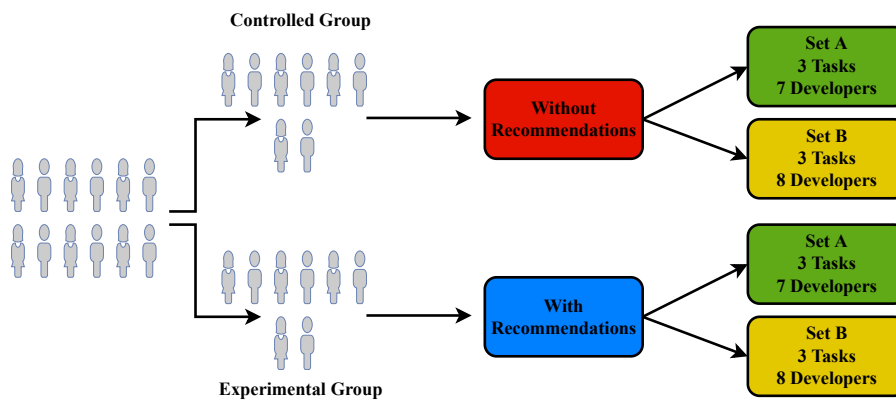 Controlled Group
Without
Recommendations
Set A
3 Tasks
7 Developers
Set B
3 Tasks
8 Developers
With
Recommendations
Set A
3 Tasks
7 Developers
Set B
3 Tasks
8 Developers
Experimental Group